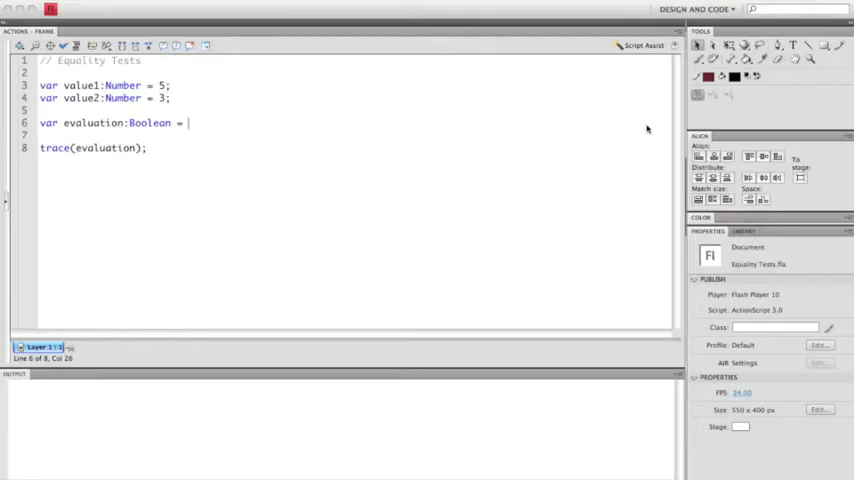 Fl
DESIGN AND CODE
ACTIONS - FRAME
Script Assist
1 // Equality Tests
2
3 var value1:Number = 5;
4 var value2:Number = 3;
5
6 var evaluation:Boolean =
7
8 trace(evaluation);
Layer 1 : 1
Line 6 of 8, Col 26
OUTPUT
TOOLS
ALIGN
Align:
To
stage:
Distribute:
Match size:
Space:
COLOR
PROPERTIES
LIBRARY
Fl
Document
Equality Tests.fla
PUBLISH
Player: Flash Player 10
Script: ActionScript 3.0
Class:
Profile: Default
Edit...
AIR Settings
Edit...
PROPERTIES
FPS: 24.00
Size: 550 x 400 px
Edit...
Stage: